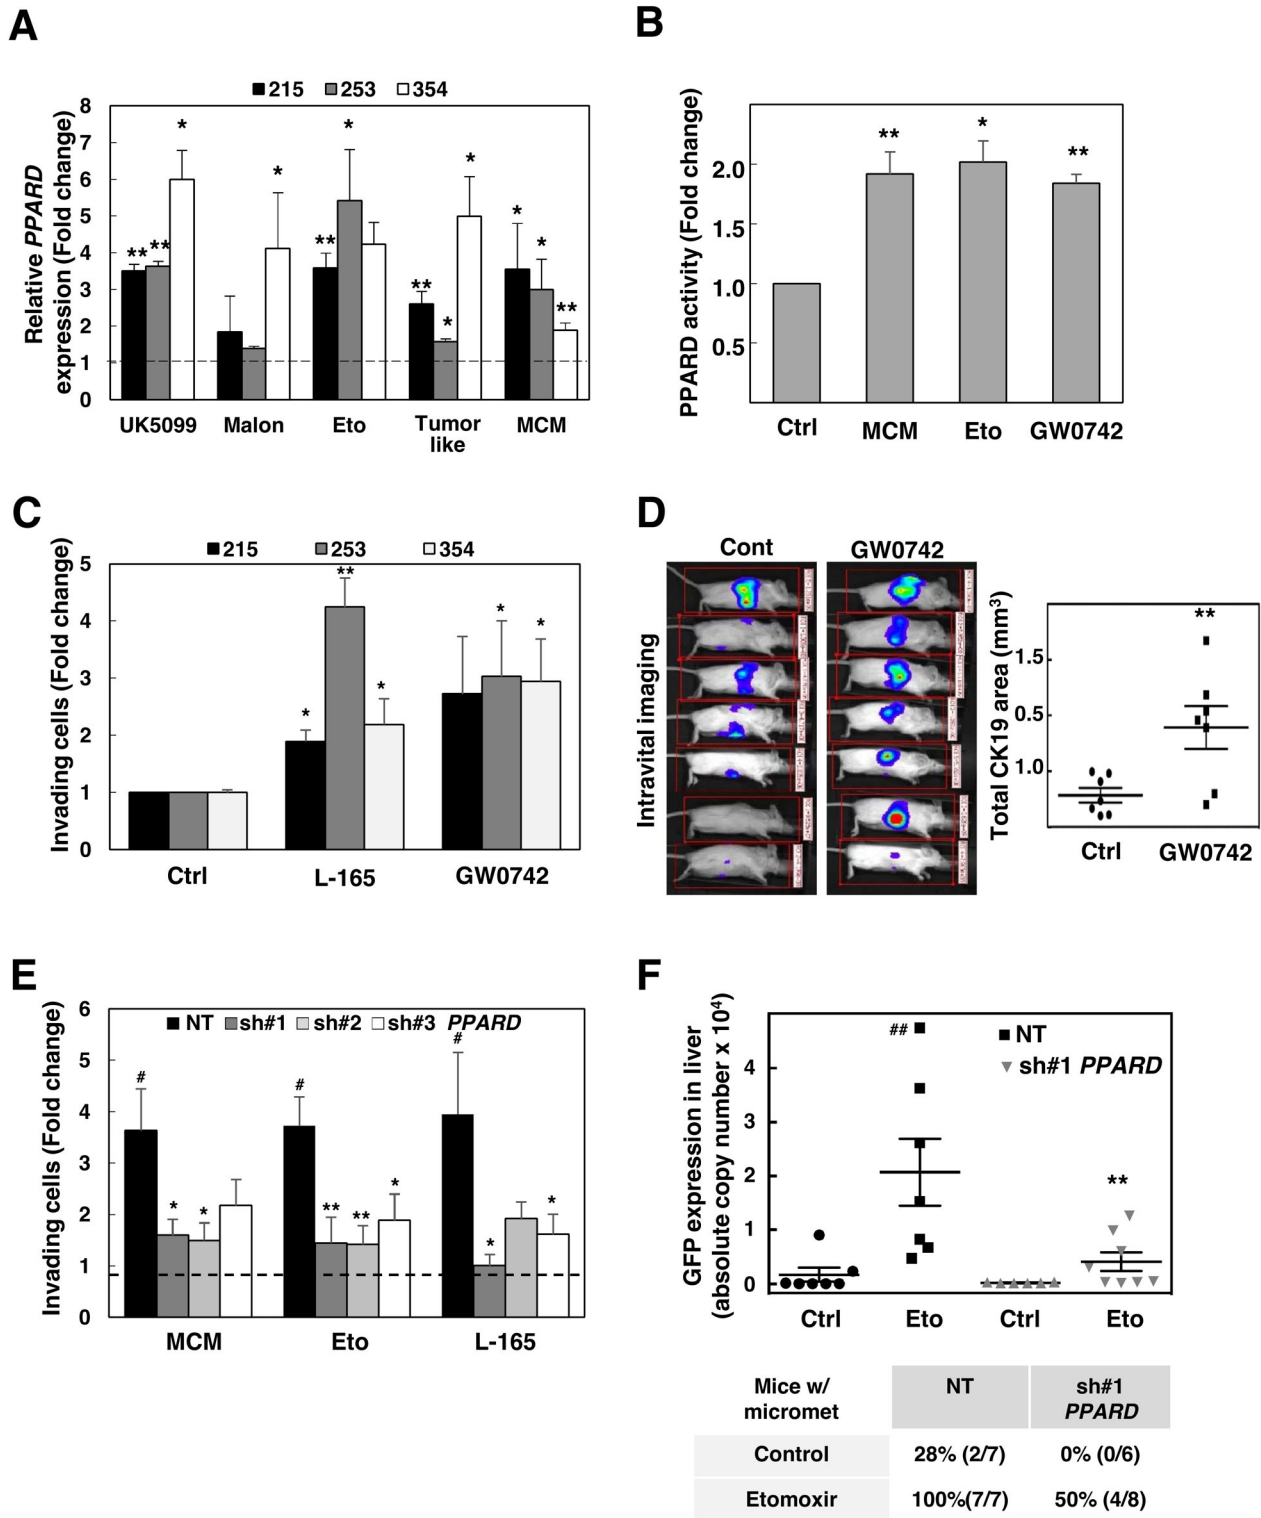 A
215 253 354
Relative PPARD
expression (Fold change)
8
7
6
5
4
3
2
1
0
** ** *
*
** *
** * *
* * **
UK5099 Malon Eto Tumor like MCM
B
PPARD activity (Fold change)
2.0
1.5
1.0
0.5
** * **
Ctrl MCM Eto GW0742
C
215 253 354
Invading cells (Fold change)
5
4
3
2
1
0
* ** *
* *
Ctrl L-165 GW0742
D
Cont GW0742
Intravital imaging
Total CK19 area (mm³)
1.5
0.5
1.0
**
Ctrl GW0742
E
NT sh#1 sh#2 sh#3 PPARD
Invading cells (Fold change)
6
5
4
3
2
1
0
# * *
# ** ** *
# * *
MCM Eto L-165
F
GFP expression in liver
(absolute copy number x 10⁴)
4
3
2
1
0
##
**
NT
sh#1 PPARD
Ctrl Eto Ctrl Eto
Mice w/ micromet NT sh#1 PPARD
Control 28% (2/7) 0% (0/6)
Etomoxir 100%(7/7) 50% (4/8)